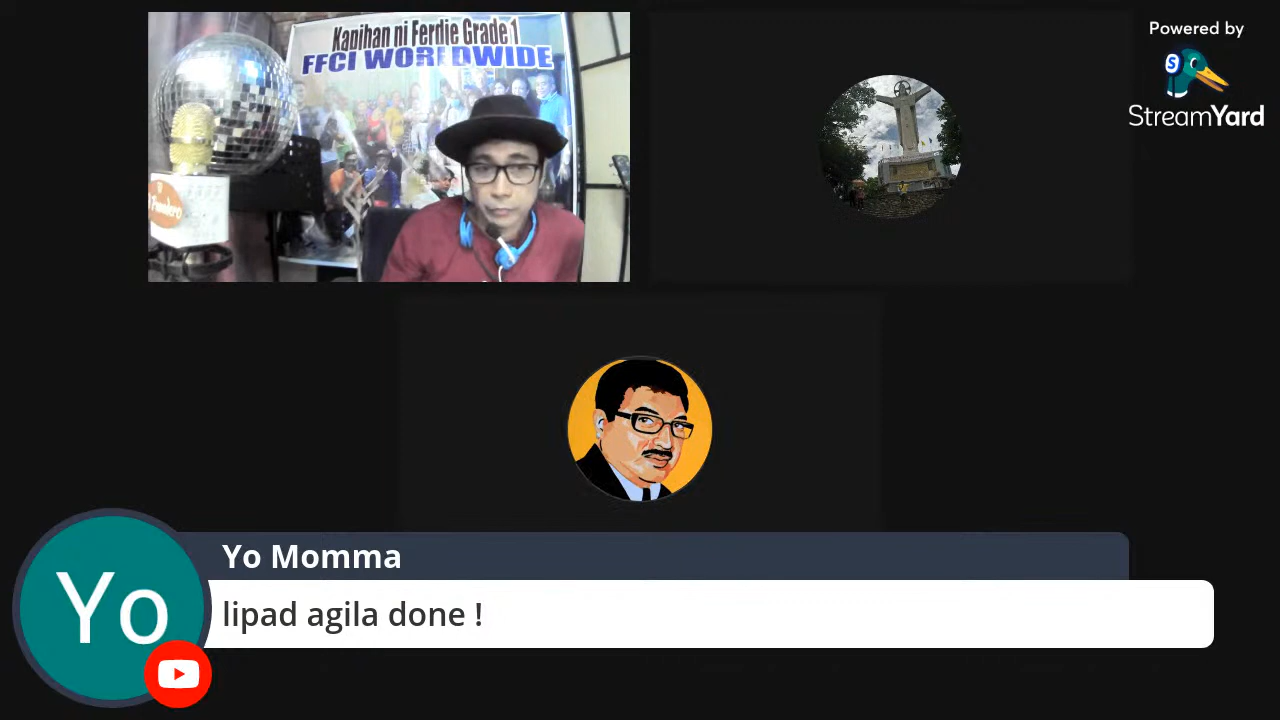 Kapihan ni Ferdie Grade 1
FFCI WORLDWIDE
Powered by
S
StreamYard
Yo Momma
Yo
lipad agila done !